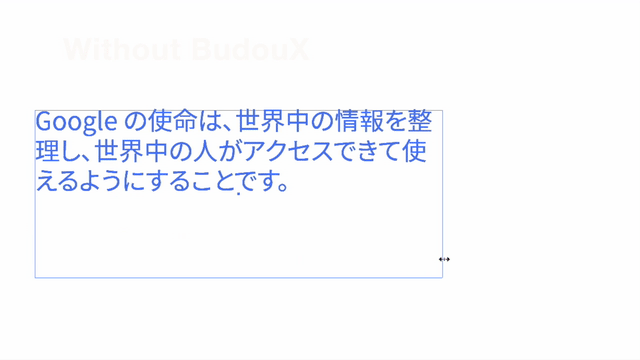 Without BudouX
Google の使命は、世界中の情報を整
理し、世界中の人がアクセスできて使
えるようにすることです。